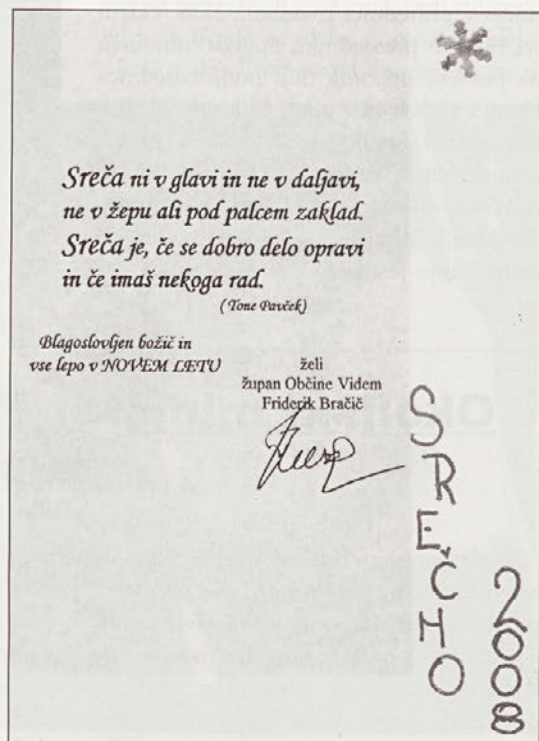 Sreča ni v glavi in ne v daljavi,
ne v žepu ali pod palcem zaklad.
Sreča je, če se dobro delo opravi
in če imaš nekoga rad.
(Tone Pavček)
Blagoslovljen božič in
vse lepo v NOVEM LETU
želi
župan Občine Videm
Friderik Bračič
SREČNO
2008